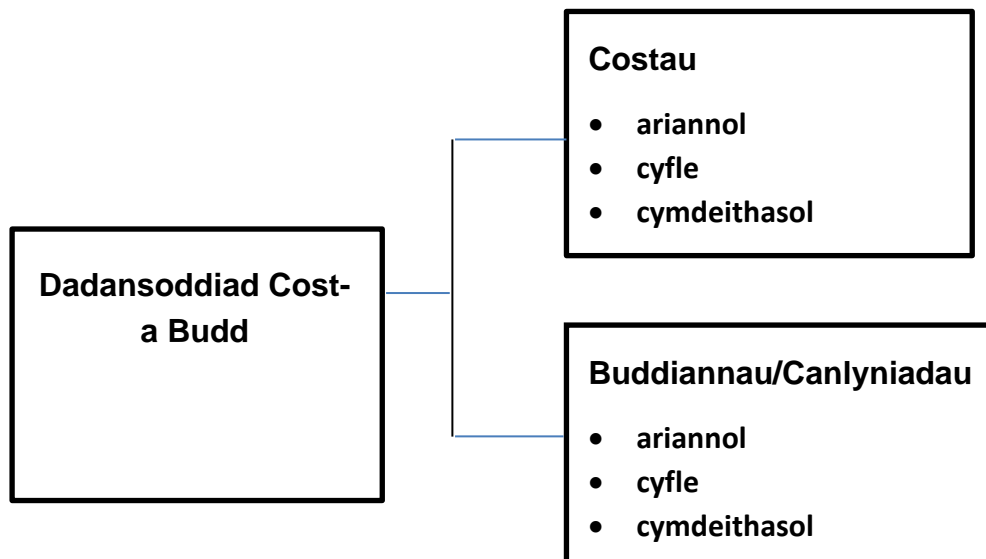 Dadansoddiad Cost-
a Budd
Costau
• ariannol
• cyfle
• cymdeithasol
Buddiannau/Canlyniadau
• ariannol
• cyfle
• cymdeithasol